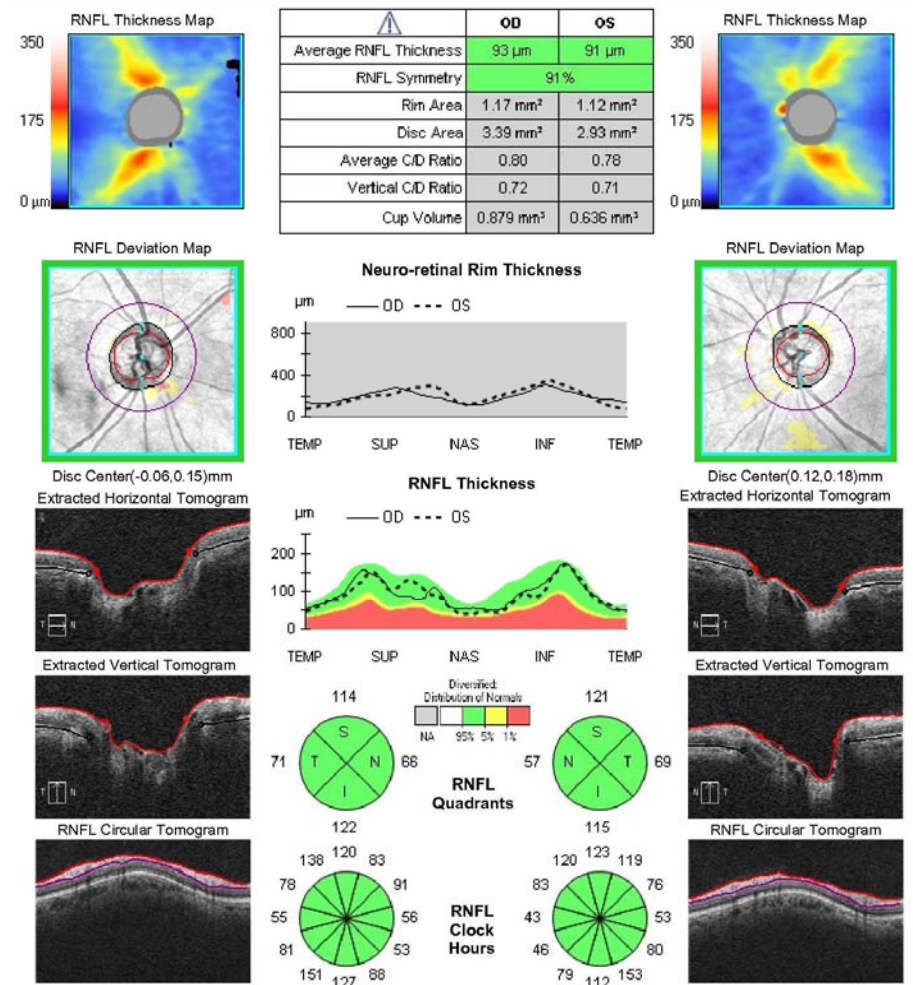 RNFL Thickness Map
350
175
0 µm
OD OS
Average RNFL Thickness 93 µm 91 µm
RNFL Symmetry 91%
Rim Area 1.17 mm² 1.12 mm²
Disc Area 3.39 mm² 2.93 mm²
Average C/D Ratio 0.80 0.78
Vertical C/D Ratio 0.72 0.71
Cup Volume 0.879 mm³ 0.636 mm³
RNFL Thickness Map
350
175
0 µm
RNFL Deviation Map
Disc Center(-0.06,0.15)mm
Neuro-retinal Rim Thickness
µm OD OS
800
400
0
TEMP SUP NAS INF TEMP
RNFL Deviation Map
Disc Center(0.12,0.18)mm
Extracted Horizontal Tomogram
T N
RNFL Thickness
µm OD OS
200
100
0
TEMP SUP NAS INF TEMP
Extracted Horizontal Tomogram
N T
Extracted Vertical Tomogram
T N
Diversified:
Distribution of Normals
NA 95% 5% 1%
114
S
71 T N 66
I
122
RNFL
Quadrants
121
S
57 N T 69
I
115
Extracted Vertical Tomogram
N T
RNFL Circular Tomogram
138 120 83
78 91
55 56
81 53
151 127 88
RNFL
Clock
Hours
120 123 119
83 76
43 53
46 80
79 112 153
RNFL Circular Tomogram